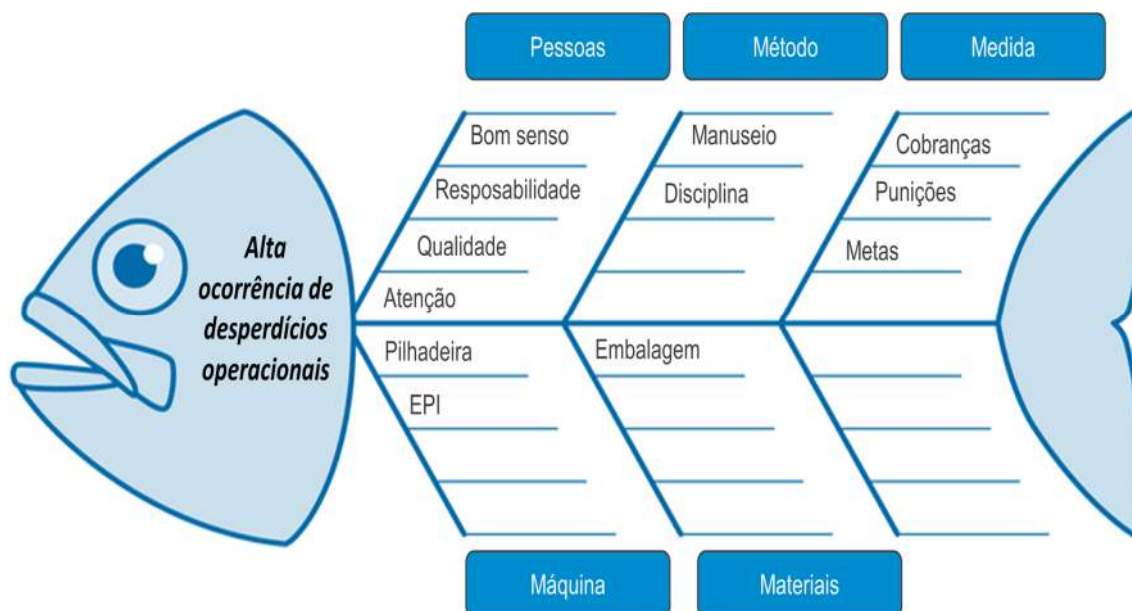 Pessoas
Método
Medida
Bom senso
Resposabilidade
Qualidade
Atenção
Manuseio
Disciplina
Cobranças
Punições
Metas
Alta
ocorrência de
desperdícios
operacionais
Pilhadeira
EPI
Embalagem
Máquina
Materiais